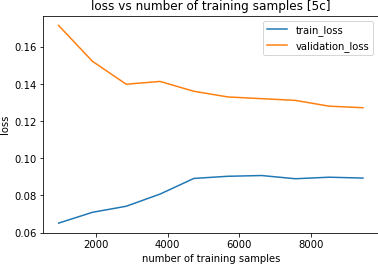 loss vs number of training samples [5c]
train_loss
validation_loss
0.16
0.14
0.12
0.10
0.08
0.06
loss
2000 4000 6000 8000
number of training samples